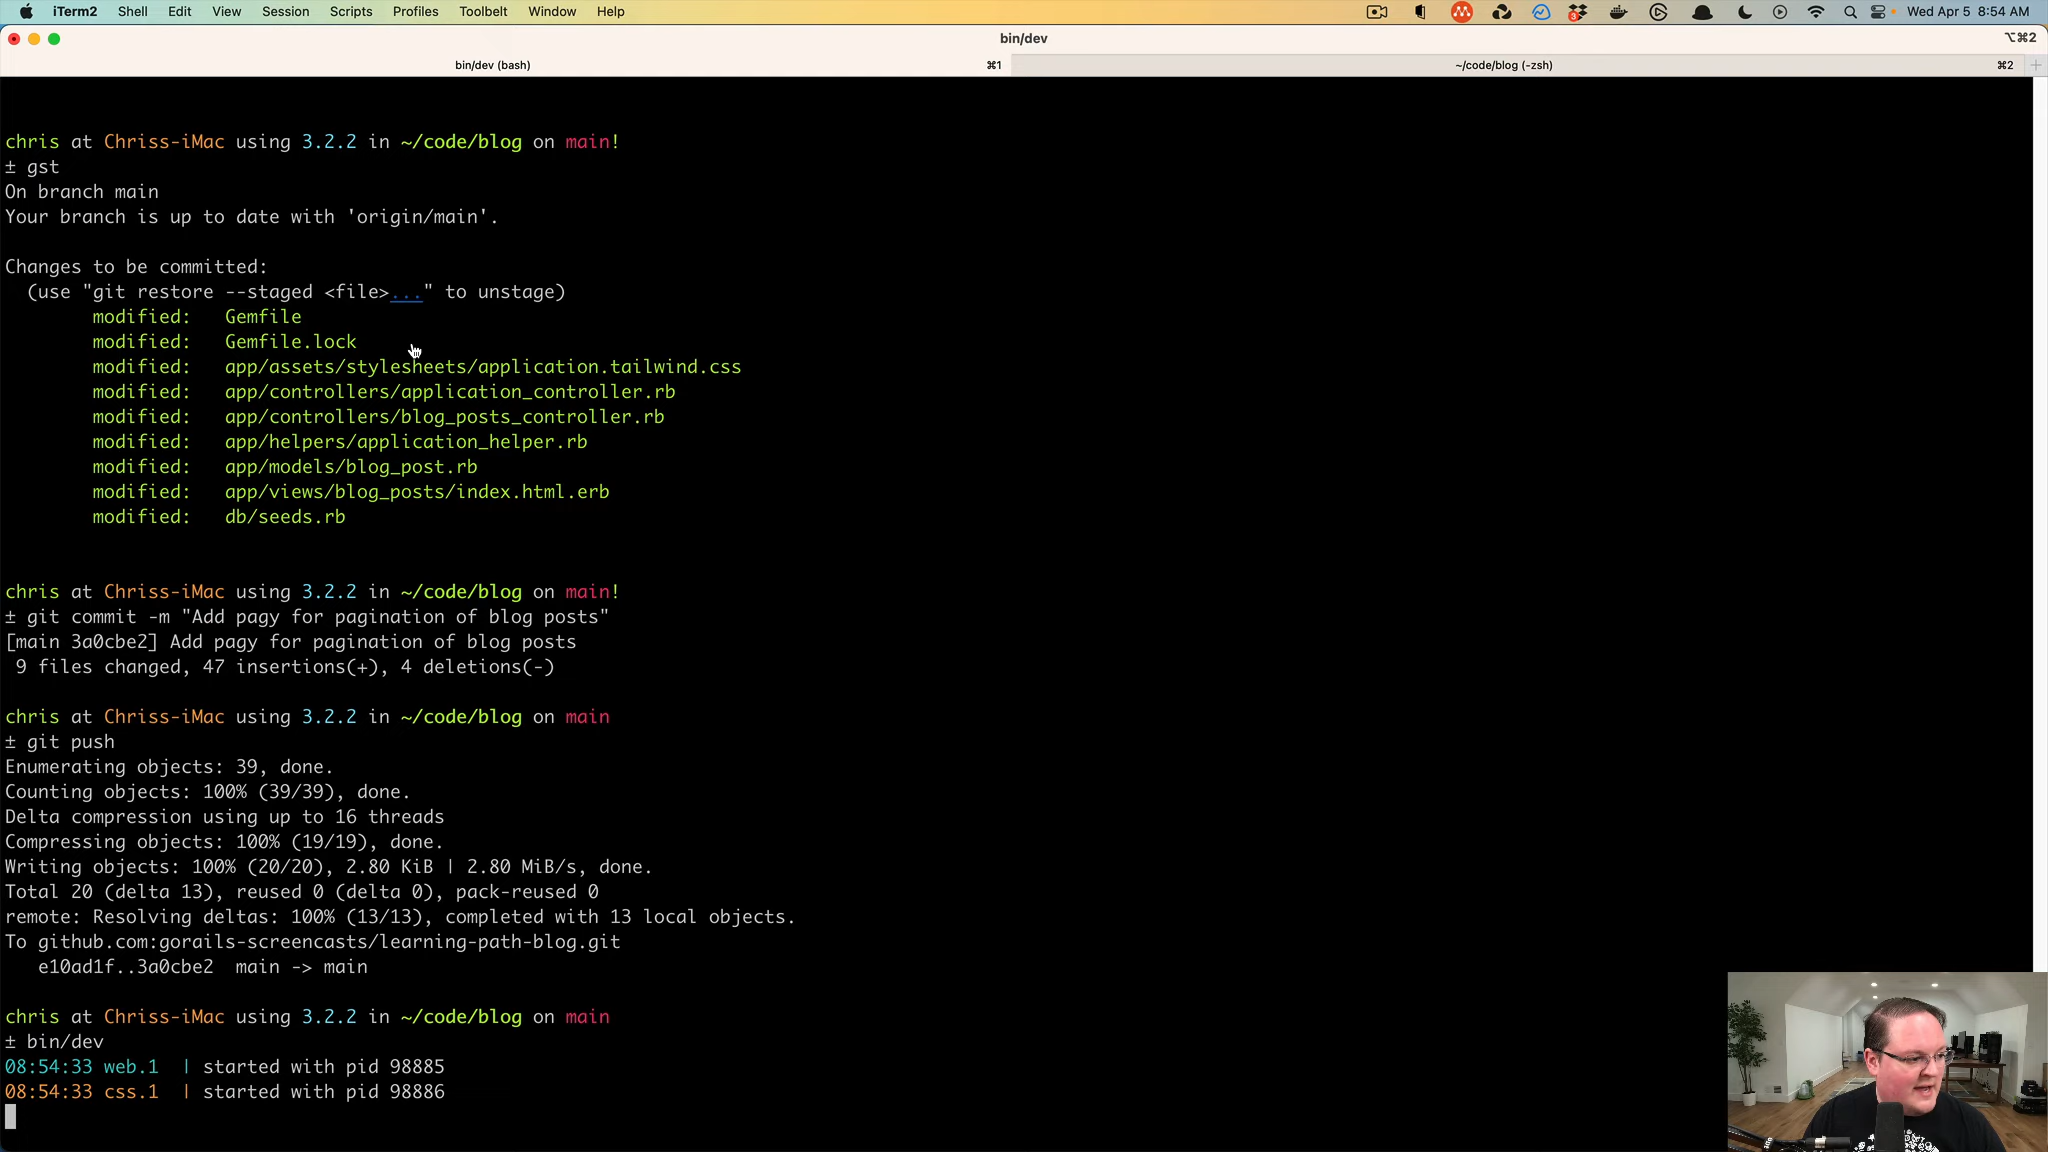 iTerm2 Shell Edit View Session Scripts Profiles Toolbelt Window Help 3 Wed Apr 5 8:54 AM
bin/dev ⌥⌘2
bin/dev (bash) ⌘1 ~/code/blog (-zsh) ⌘2 +
chris at Chriss-iMac using 3.2.2 in ~/code/blog on main!
± gst
On branch main
Your branch is up to date with 'origin/main'.
Changes to be committed:
(use "git restore --staged <file>..." to unstage)
modified: Gemfile
modified: Gemfile.lock
modified: app/assets/stylesheets/application.tailwind.css
modified: app/controllers/application_controller.rb
modified: app/controllers/blog_posts_controller.rb
modified: app/helpers/application_helper.rb
modified: app/models/blog_post.rb
modified: app/views/blog_posts/index.html.erb
modified: db/seeds.rb
chris at Chriss-iMac using 3.2.2 in ~/code/blog on main!
± git commit -m "Add pagy for pagination of blog posts"
[main 3a0cbe2] Add pagy for pagination of blog posts
9 files changed, 47 insertions(+), 4 deletions(-)
chris at Chriss-iMac using 3.2.2 in ~/code/blog on main
± git push
Enumerating objects: 39, done.
Counting objects: 100% (39/39), done.
Delta compression using up to 16 threads
Compressing objects: 100% (19/19), done.
Writing objects: 100% (20/20), 2.80 KiB | 2.80 MiB/s, done.
Total 20 (delta 13), reused 0 (delta 0), pack-reused 0
remote: Resolving deltas: 100% (13/13), completed with 13 local objects.
To github.com:gorails-screencasts/learning-path-blog.git
e10ad1f..3a0cbe2 main -> main
chris at Chriss-iMac using 3.2.2 in ~/code/blog on main
± bin/dev
08:54:33 web.1 | started with pid 98885
08:54:33 css.1 | started with pid 98886